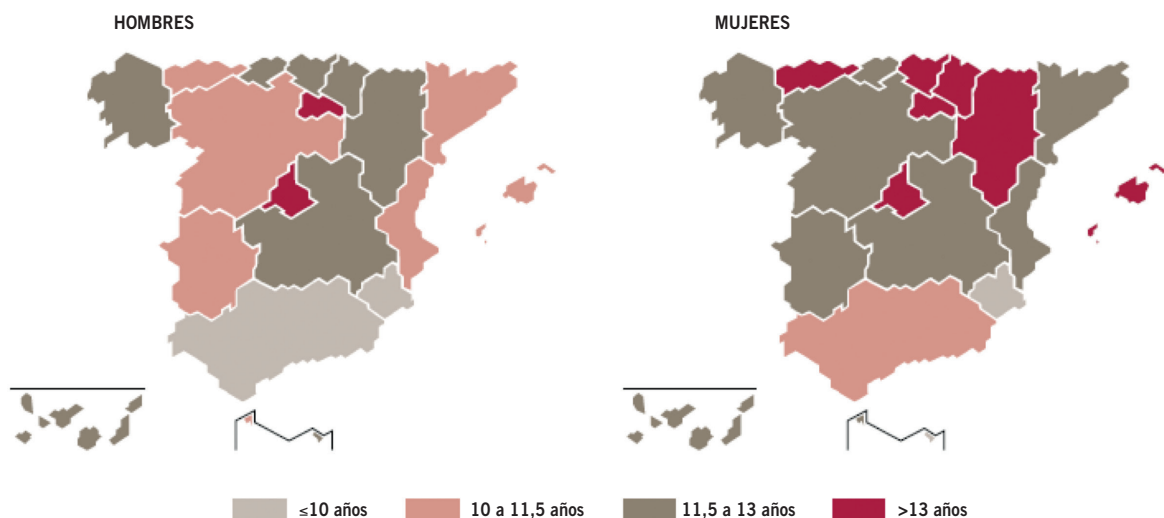 HOMBRES
MUJERES
≤10 años
10 a 11,5 años
11,5 a 13 años
>13 años